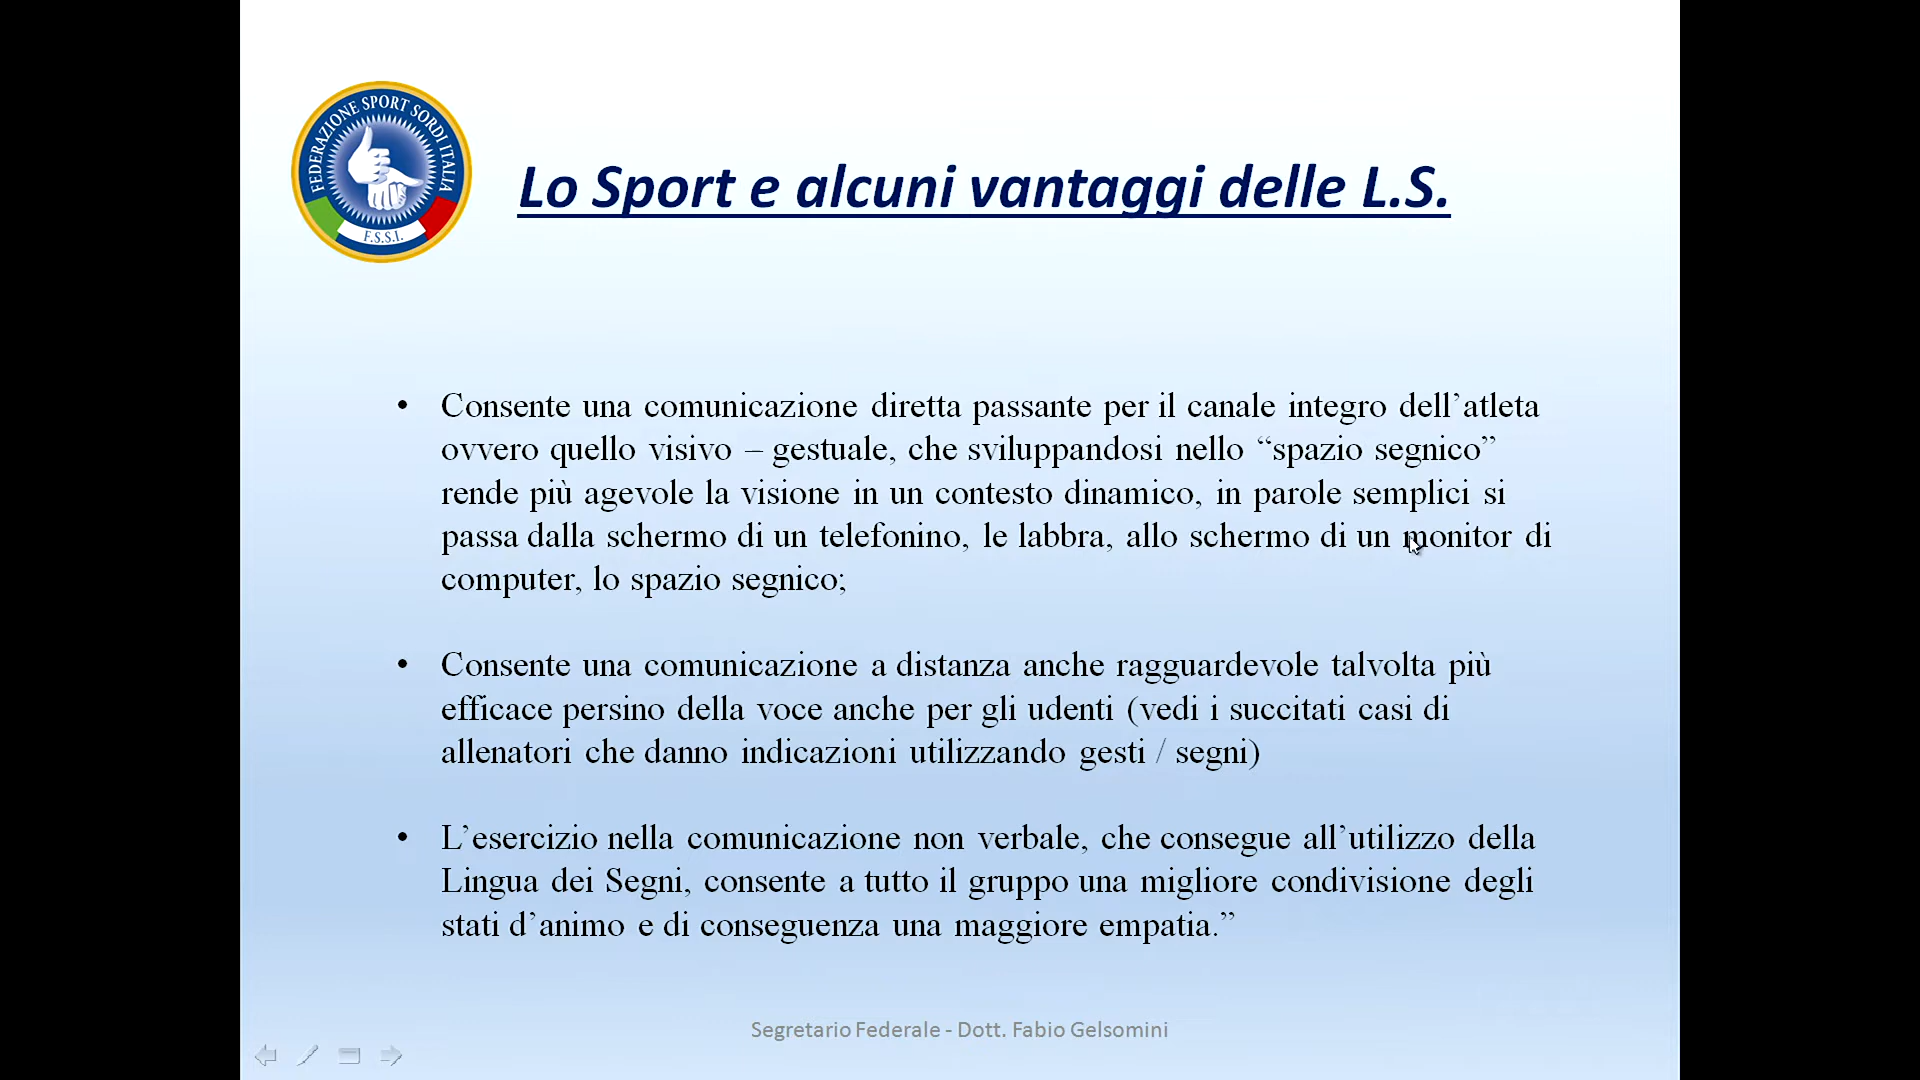 FEDERAZIONE SPORT SORDI ITALIA
F.S.S.I.
Lo Sport e alcuni vantaggi delle L.S.
• Consente una comunicazione diretta passante per il canale integro dell’atleta
ovvero quello visivo – gestuale, che sviluppandosi nello “spazio segnico”
rende più agevole la visione in un contesto dinamico, in parole semplici si
passa dalla schermo di un telefonino, le labbra, allo schermo di un monitor di
computer, lo spazio segnico;
• Consente una comunicazione a distanza anche ragguardevole talvolta più
efficace persino della voce anche per gli udenti (vedi i succitati casi di
allenatori che danno indicazioni utilizzando gesti / segni)
• L’esercizio nella comunicazione non verbale, che consegue all’utilizzo della
Lingua dei Segni, consente a tutto il gruppo una migliore condivisione degli
stati d’animo e di conseguenza una maggiore empatia.”
Segretario Federale - Dott. Fabio Gelsomini